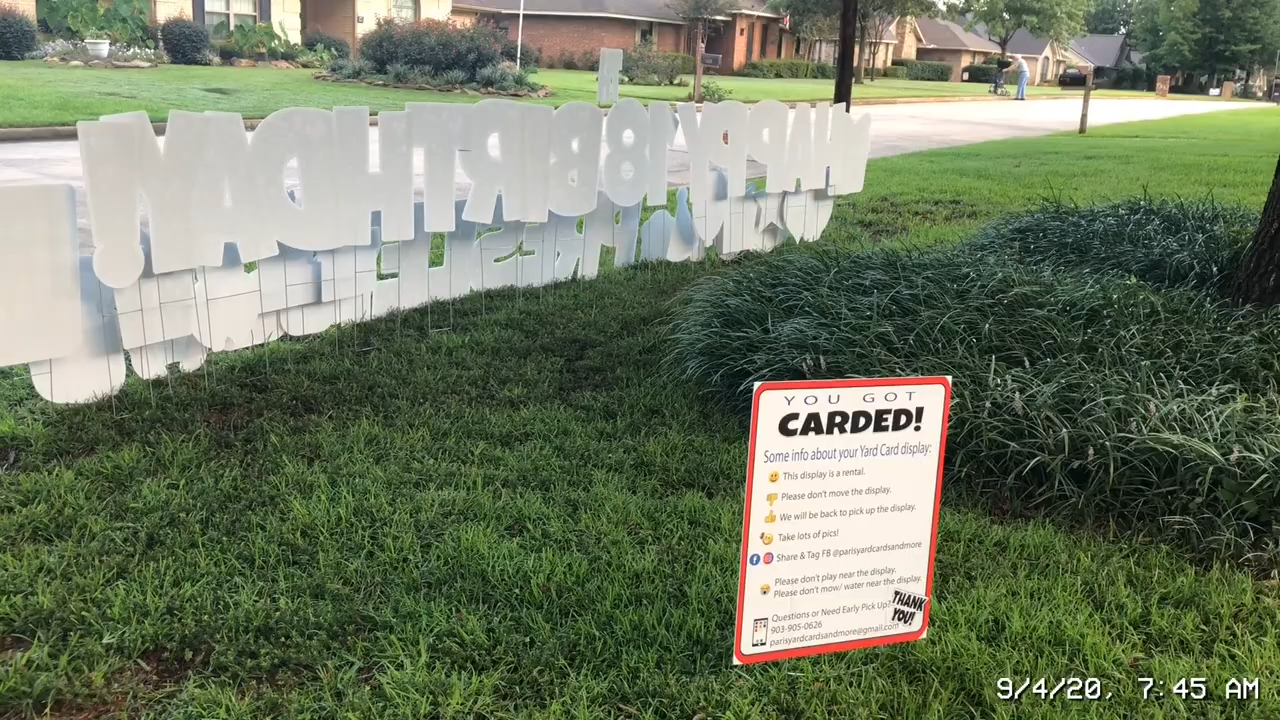 YOU GOT
CARDED!
Some info about your Yard Card display:
This display is a rental.
Please don't move the display.
We will be back to pick up the display.
Take lots of pics!
Share & Tag FB @parisyardcardsandmore
Please don't play near the display.
Please don't mow/ water near the display.
Questions or Need Early Pick Up?
903-905-0626
parisyardcardsandmore@gmail.com
THANK
YOU!
9/4/20, 7:45 AM